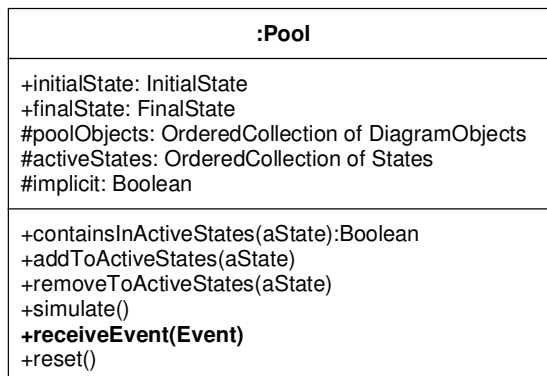 :Pool
+initialState: InitialState
+finalState: FinalState
#poolObjects: OrderedCollection of DiagramObjects
#activeStates: OrderedCollection of States
#implicit: Boolean
+containsInActiveStates(aState):Boolean
+addToActiveStates(aState)
+removeToActiveStates(aState)
+simulate()
+receiveEvent(Event)
+reset()